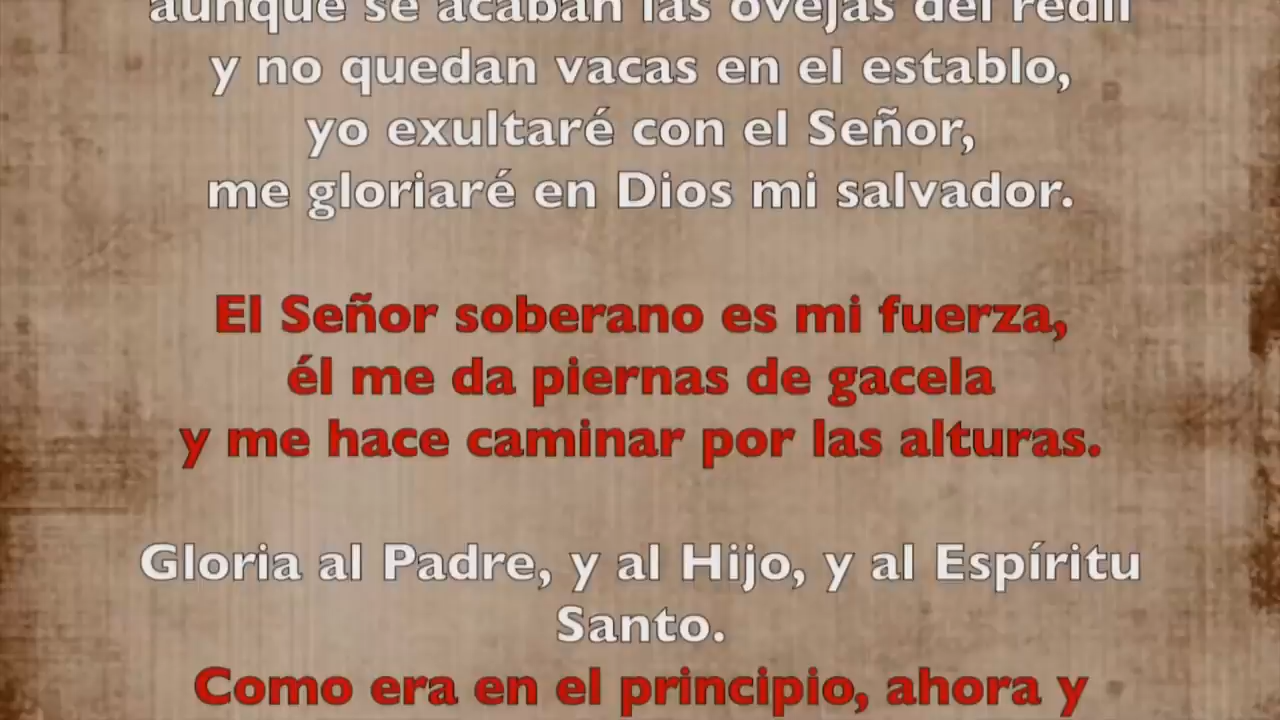 aunque se acaban las ovejas del redil
y no quedan vacas en el establo,
yo exultaré con el Señor,
me gloriaré en Dios mi salvador.
El Señor soberano es mi fuerza,
él me da piernas de gacela
y me hace caminar por las alturas.
Gloria al Padre, y al Hijo, y al Espíritu
Santo.
Como era en el principio, ahora y